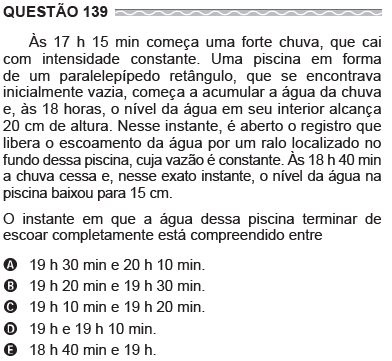 QUESTÃO 139
Às 17 h 15 min começa uma forte chuva, que cai
com intensidade constante. Uma piscina em forma
de um paralelepípedo retângulo, que se encontrava
inicialmente vazia, começa a acumular a água da chuva
e, às 18 horas, o nível da água em seu interior alcança
20 cm de altura. Nesse instante, é aberto o registro que
libera o escoamento da água por um ralo localizado no
fundo dessa piscina, cuja vazão é constante. Às 18 h 40 min
a chuva cessa e, nesse exato instante, o nível da água na
piscina baixou para 15 cm.
O instante em que a água dessa piscina terminar de
escoar completamente está compreendido entre
A 19 h 30 min e 20 h 10 min.
B 19 h 20 min e 19 h 30 min.
C 19 h 10 min e 19 h 20 min.
D 19 h e 19 h 10 min.
E 18 h 40 min e 19 h.